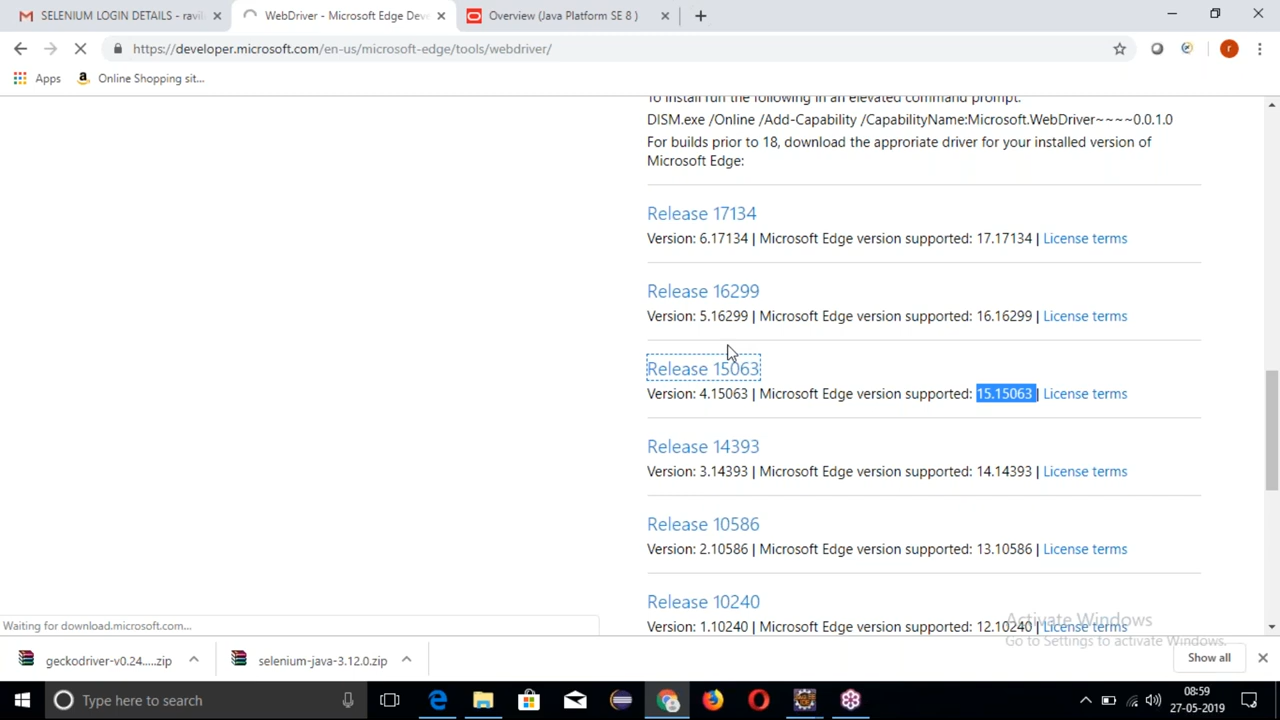 SELENIUM LOGIN DETAILS - ravil
WebDriver - Microsoft Edge Dev
Overview (Java Platform SE 8 )
https://developer.microsoft.com/en-us/microsoft-edge/tools/webdriver/
r
Apps
Online Shopping sit...
To install run the following in an elevated command prompt:
DISM.exe /Online /Add-Capability /CapabilityName:Microsoft.WebDriver~~~~0.0.1.0
For builds prior to 18, download the approriate driver for your installed version of
Microsoft Edge:
Release 17134
Version: 6.17134 | Microsoft Edge version supported: 17.17134 | License terms
Release 16299
Version: 5.16299 | Microsoft Edge version supported: 16.16299 | License terms
Release 15063
Version: 4.15063 | Microsoft Edge version supported: 15.15063 | License terms
Release 14393
Version: 3.14393 | Microsoft Edge version supported: 14.14393 | License terms
Release 10586
Version: 2.10586 | Microsoft Edge version supported: 13.10586 | License terms
Release 10240
Version: 1.10240 | Microsoft Edge version supported: 12.10240 | License terms
Activate Windows
Go to Settings to activate Windows.
Waiting for download.microsoft.com...
geckodriver-v0.24....zip
selenium-java-3.12.0.zip
Show all
Type here to search
08:59
27-05-2019